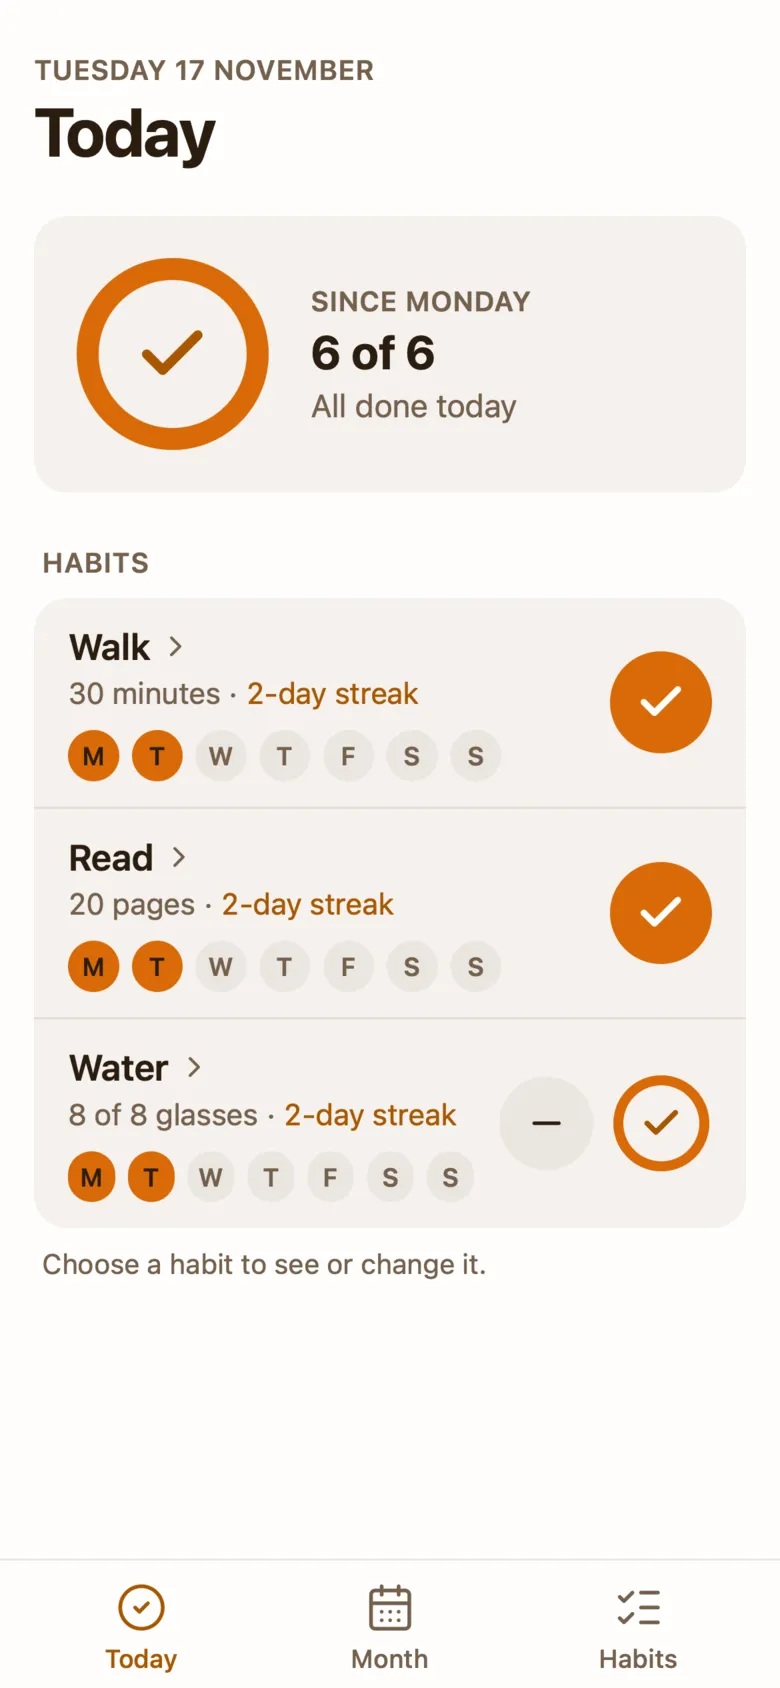 TUESDAY 17 NOVEMBER
Today
SINCE MONDAY
6 of 6
All done today
HABITS
Walk
30 minutes · 2-day streak
M T W T F S S
Read
20 pages · 2-day streak
M T W T F S S
Water
8 of 8 glasses · 2-day streak
M T W T F S S
Choose a habit to see or change it.
Today Month Habits